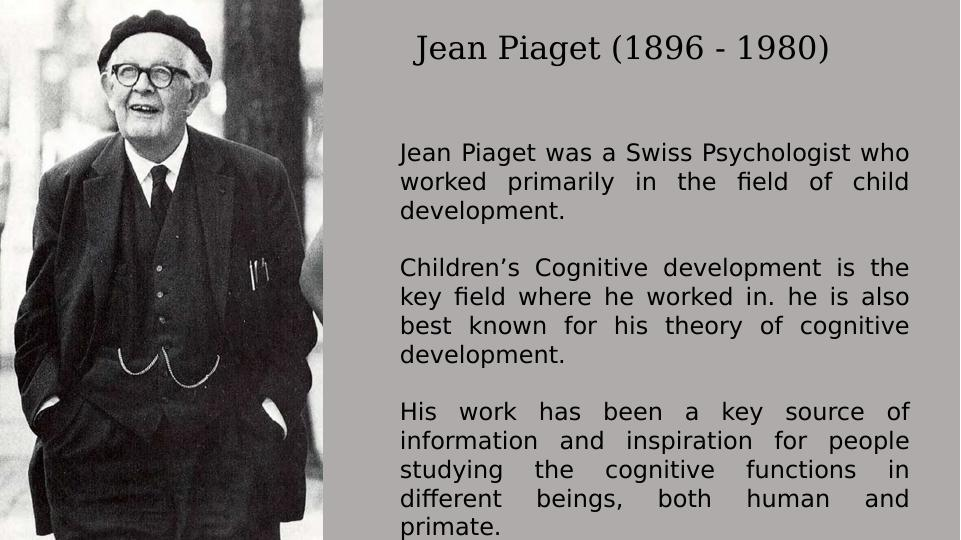 Jean Piaget (1896 - 1980)
Jean Piaget was a Swiss Psychologist who
worked primarily in the field of child
development.
Children’s Cognitive development is the
key field where he worked in. he is also
best known for his theory of cognitive
development.
His work has been a key source of
information and inspiration for people
studying the cognitive functions in
different beings, both human and
primate.